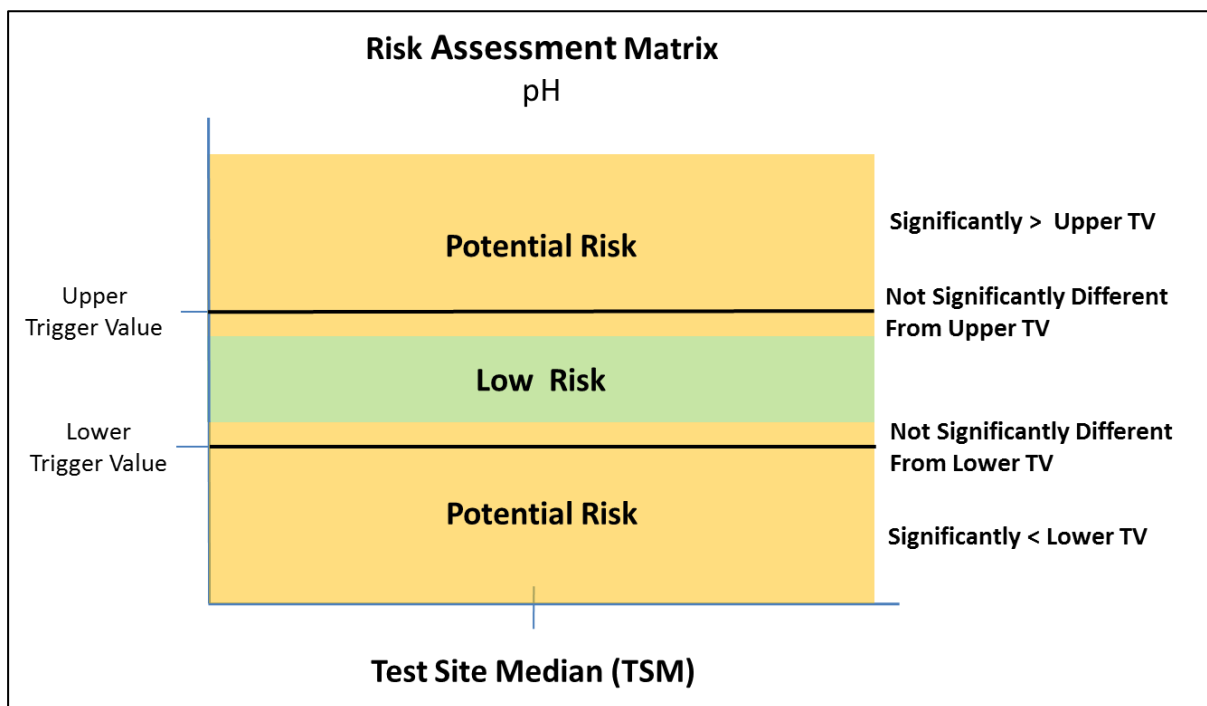 Risk Assessment Matrix
pH
Potential Risk
Significantly > Upper TV
Upper
Trigger Value
Not Significantly Different
From Upper TV
Low Risk
Lower
Trigger Value
Not Significantly Different
From Lower TV
Potential Risk
Significantly < Lower TV
Test Site Median (TSM)